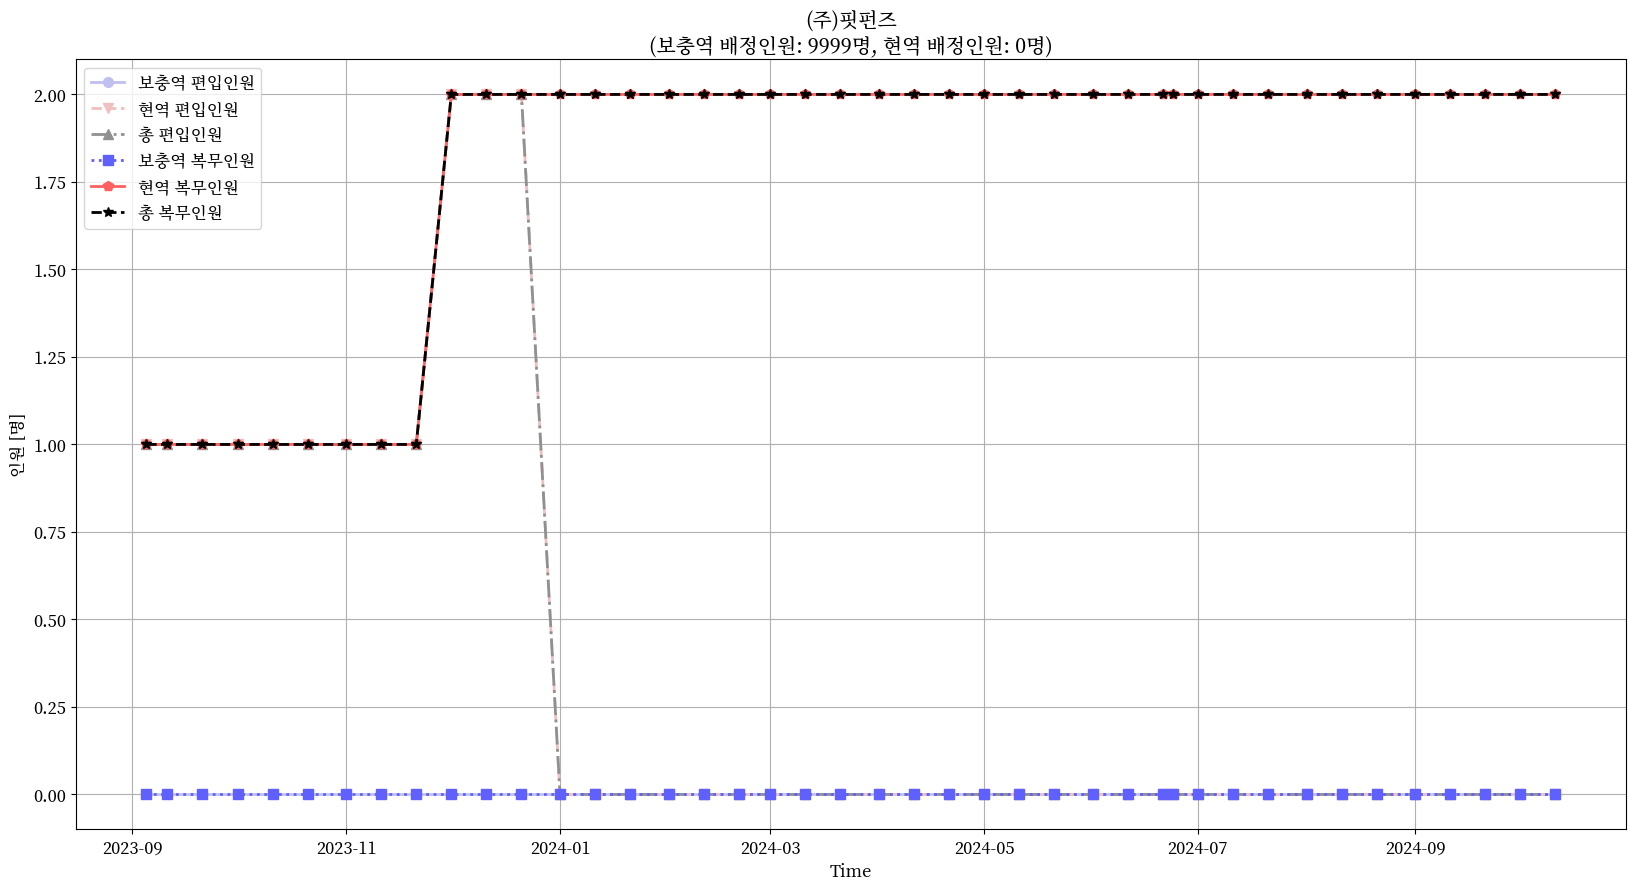 (주)핏펀즈
(보충역 배정인원: 9999명, 현역 배정인원: 0명)
보충역 편입인원
현역 편입인원
총 편입인원
보충역 복무인원
현역 복무인원
총 복무인원
2.00
1.75
1.50
1.25
1.00
0.75
0.50
0.25
0.00
인원 [명]
2023-09
2023-11
2024-01
2024-03
2024-05
2024-07
2024-09
Time